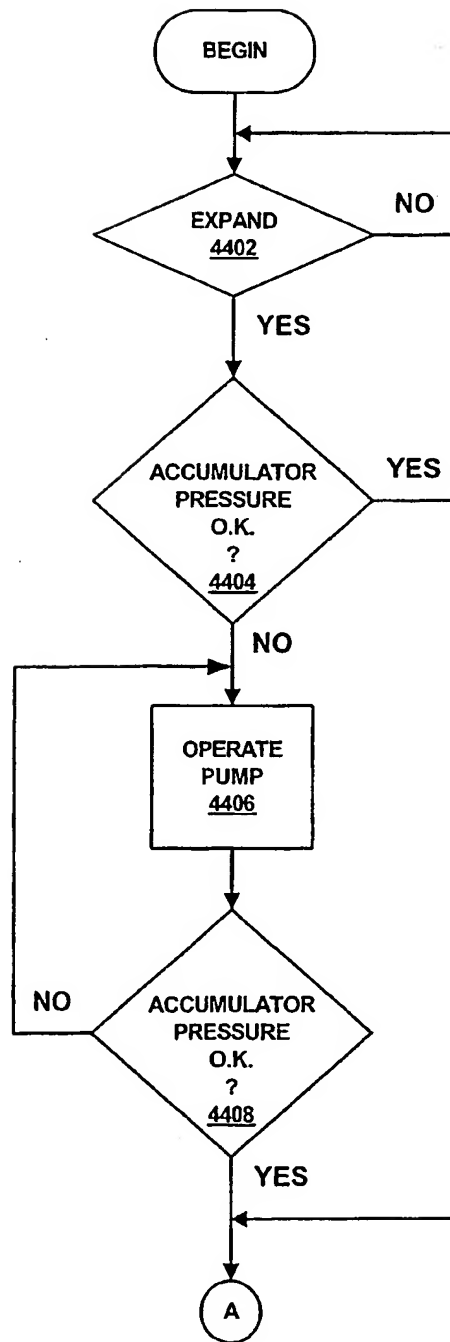 BEGIN
EXPAND
4402
NO
YES
ACCUMULATOR
PRESSURE
O.K.
?
4404
YES
NO
OPERATE
PUMP
4406
NO
ACCUMULATOR
PRESSURE
O.K.
?
4408
YES
A